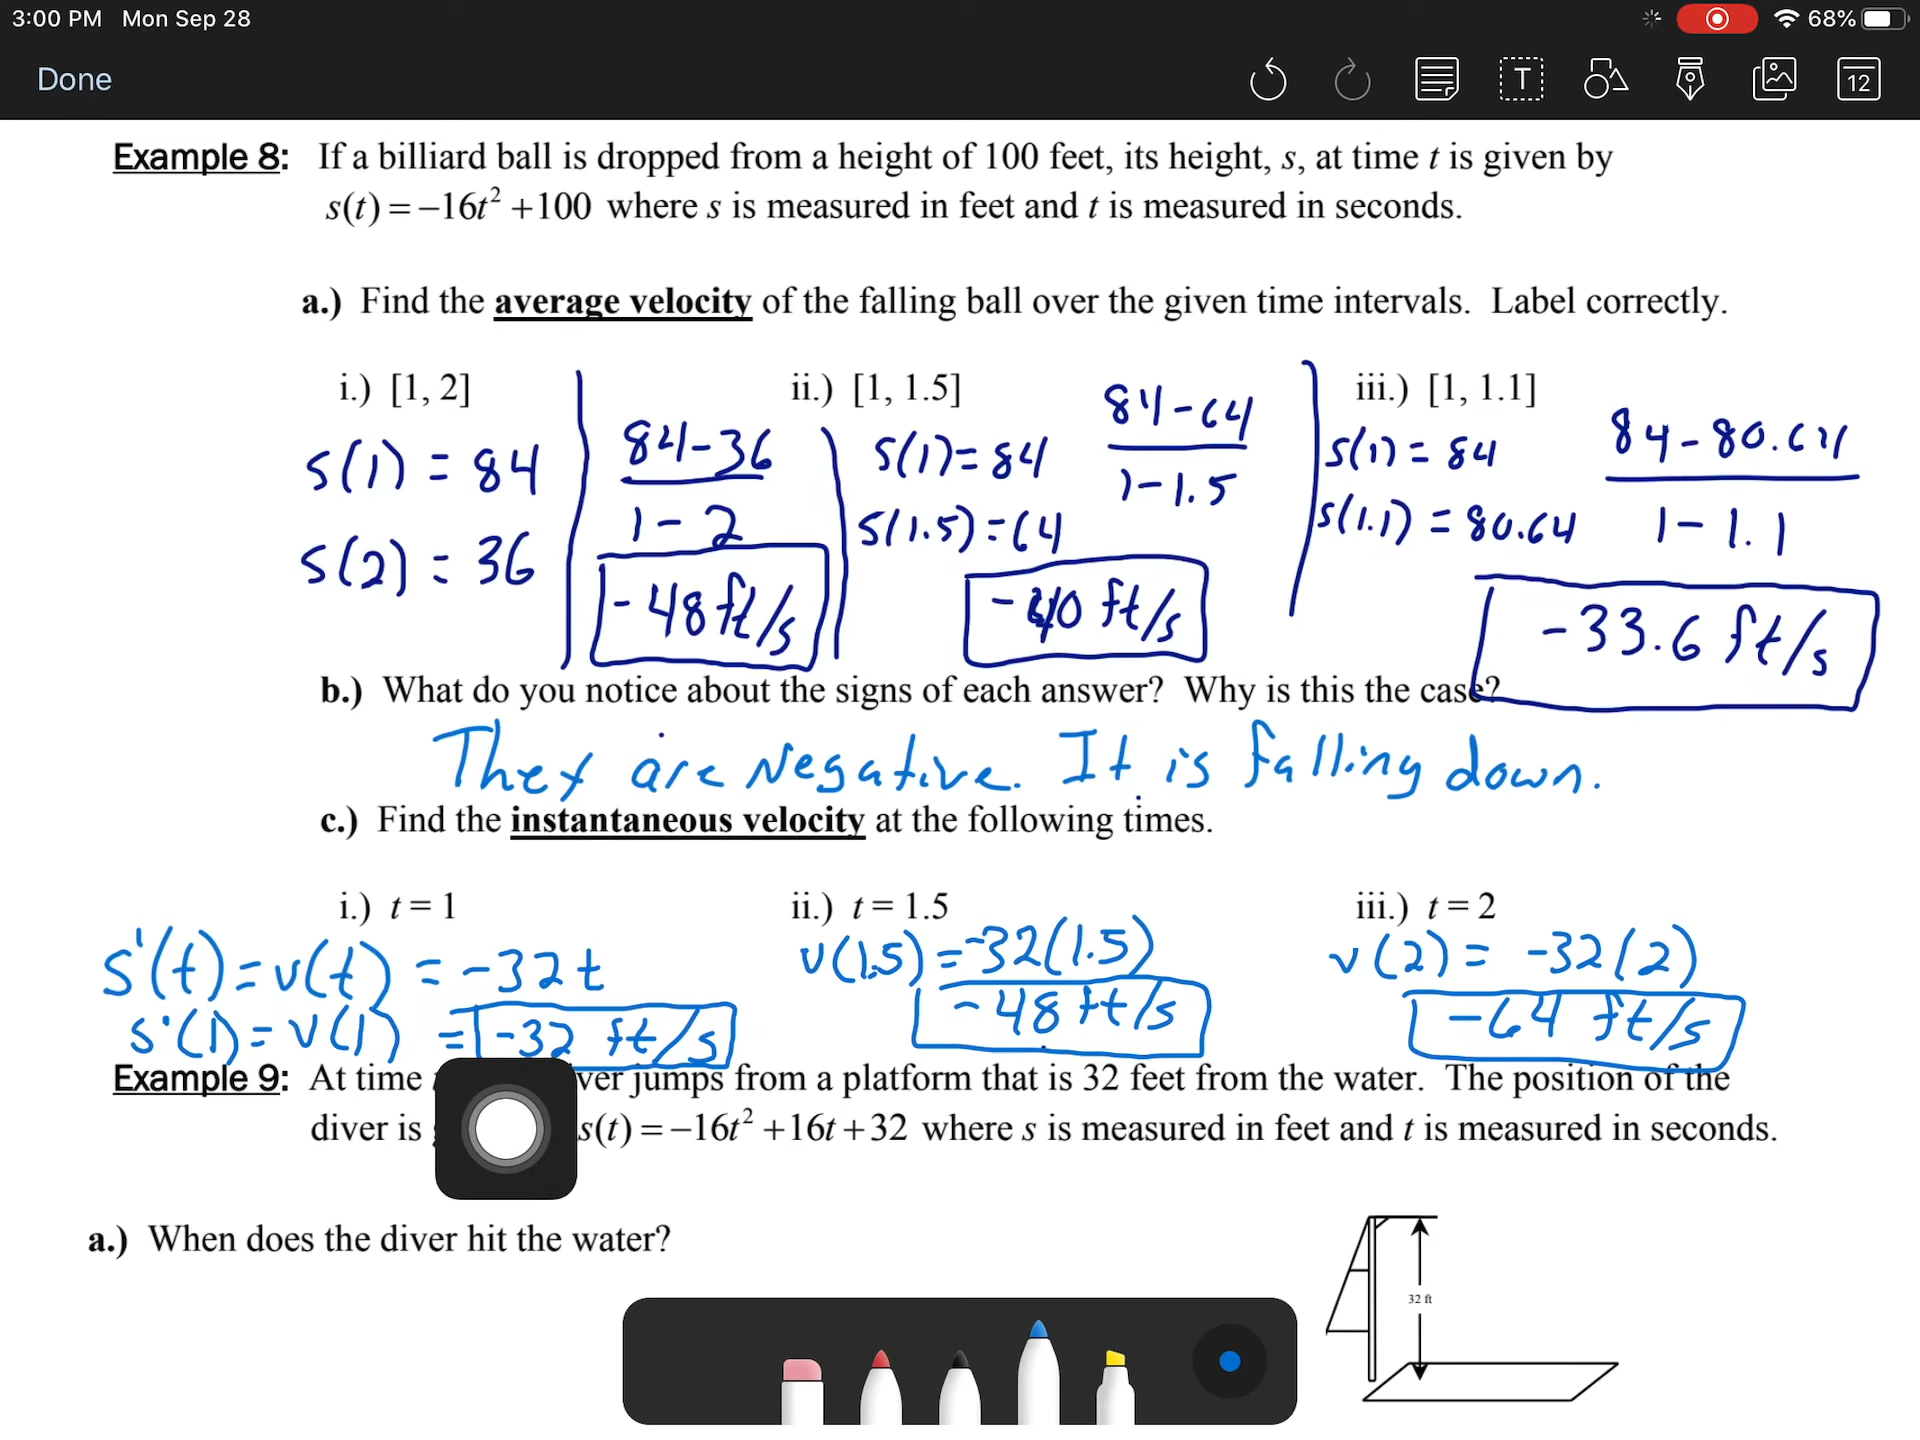 3:00 PM Mon Sep 28
68%
Done
T
12
Example 8: If a billiard ball is dropped from a height of 100 feet, its height, s, at time t is given by
s(t) = −16t² + 100 where s is measured in feet and t is measured in seconds.
a.) Find the average velocity of the falling ball over the given time intervals. Label correctly.
i.) [1, 2]
s(1) = 84
s(2) = 36
84-36
1-2
-48 ft/s
ii.) [1, 1.5]
s(1) = 84
s(1.5) = 64
84-64
1-1.5
-40 ft/s
iii.) [1, 1.1]
s(1) = 84
s(1.1) = 80.64
84-80.64
1-1.1
-33.6 ft/s
b.) What do you notice about the signs of each answer? Why is this the case?
They are Negative. It is falling down.
c.) Find the instantaneous velocity at the following times.
i.) t = 1
s'(t) = v(t) = -32t
s'(1) = v(1) = -32 ft/s
ii.) t = 1.5
v(1.5) = -32(1.5)
-48 ft/s
iii.) t = 2
v(2) = -32(2)
-64 ft/s
Example 9: At time ver jumps from a platform that is 32 feet from the water. The position of the
diver is s(t) = −16t² + 16t + 32 where s is measured in feet and t is measured in seconds.
a.) When does the diver hit the water?
32 ft